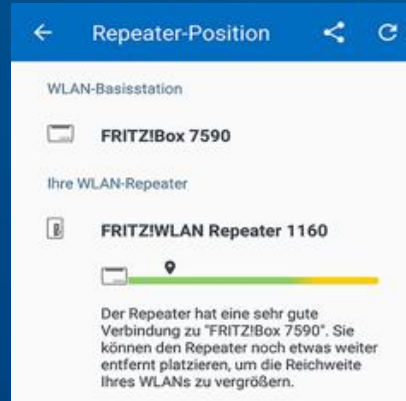 Repeater-Position
WLAN-Basisstation
FRITZ!Box 7590
Ihre WLAN-Repeater
FRITZ!WLAN Repeater 1160
Der Repeater hat eine sehr gute
Verbindung zu "FRITZ!Box 7590". Sie
können den Repeater noch etwas weiter
entfernt platzieren, um die Reichweite
Ihres WLANs zu vergrößern.